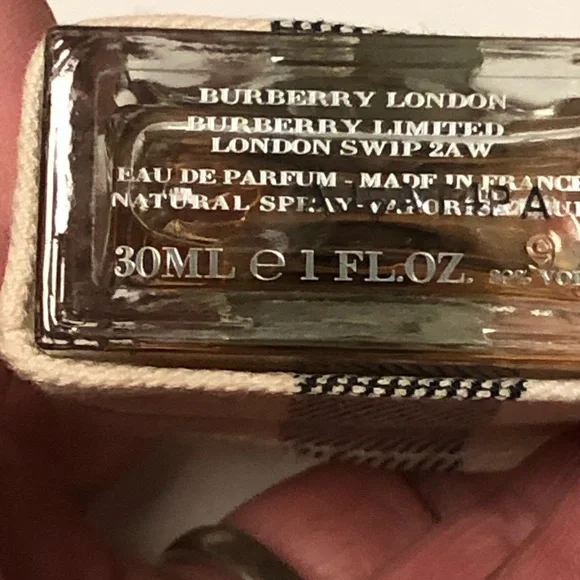 BURBERRY LONDON
BURBERRY LIMITED
LONDON SW1P 2AW
EAU DE PARFUM - MADE IN FRANCE
NATURAL SPRAY-
30ML e 1 FL.OZ.